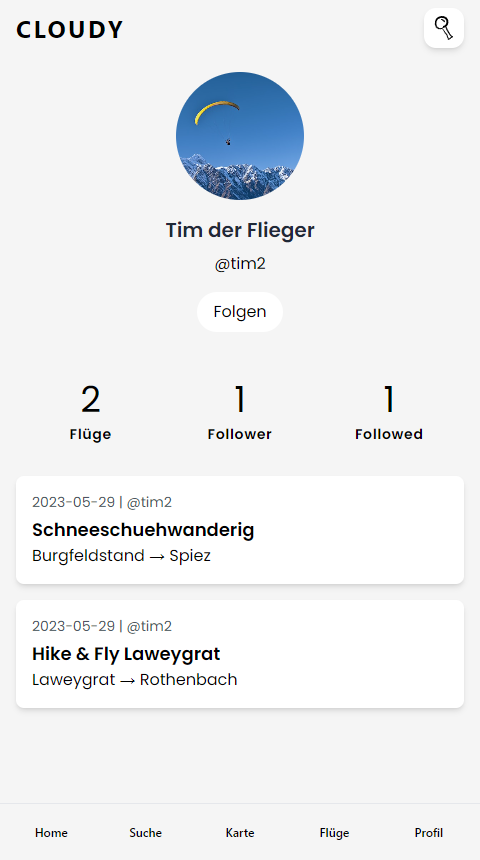 CLOUDY
Tim der Flieger
@tim2
Folgen
2 1 1
Flüge Follower Followed
2023-05-29 | @tim2
Schneeschuehwanderig
Burgfeldstand → Spiez
2023-05-29 | @tim2
Hike & Fly Laweygrat
Laweygrat → Rothenbach
Home Suche Karte Flüge Profil